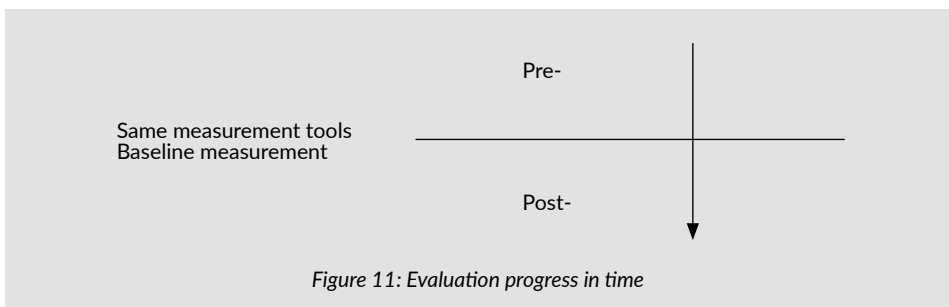 Pre-
Same measurement tools
Baseline measurement
Post-
Figure 11: Evaluation progress in time